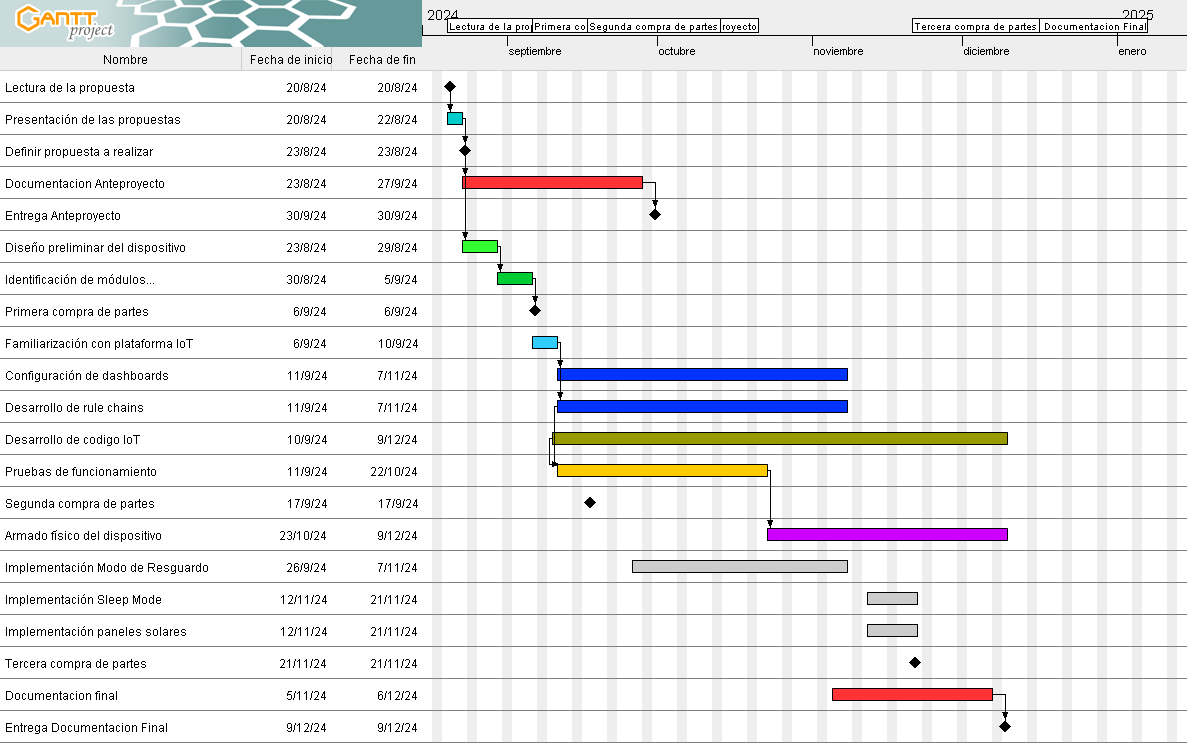 GANTT
project
2024
2025
Lectura de la pro Primera co Segunda compra de partes royecto Tercera compra de partes Documentacion Final
septiembre octubre noviembre diciembre enero
Nombre Fecha de inicio Fecha de fin
Lectura de la propuesta 20/8/24 20/8/24
Presentación de las propuestas 20/8/24 22/8/24
Definir propuesta a realizar 23/8/24 23/8/24
Documentacion Anteproyecto 23/8/24 27/9/24
Entrega Anteproyecto 30/9/24 30/9/24
Diseño preliminar del dispositivo 23/8/24 29/8/24
Identificación de módulos... 30/8/24 5/9/24
Primera compra de partes 6/9/24 6/9/24
Familiarización con plataforma IoT 6/9/24 10/9/24
Configuración de dashboards 11/9/24 7/11/24
Desarrollo de rule chains 11/9/24 7/11/24
Desarrollo de codigo IoT 10/9/24 9/12/24
Pruebas de funcionamiento 11/9/24 22/10/24
Segunda compra de partes 17/9/24 17/9/24
Armado físico del dispositivo 23/10/24 9/12/24
Implementación Modo de Resguardo 26/9/24 7/11/24
Implementación Sleep Mode 12/11/24 21/11/24
Implementación paneles solares 12/11/24 21/11/24
Tercera compra de partes 21/11/24 21/11/24
Documentacion final 5/11/24 6/12/24
Entrega Documentacion Final 9/12/24 9/12/24